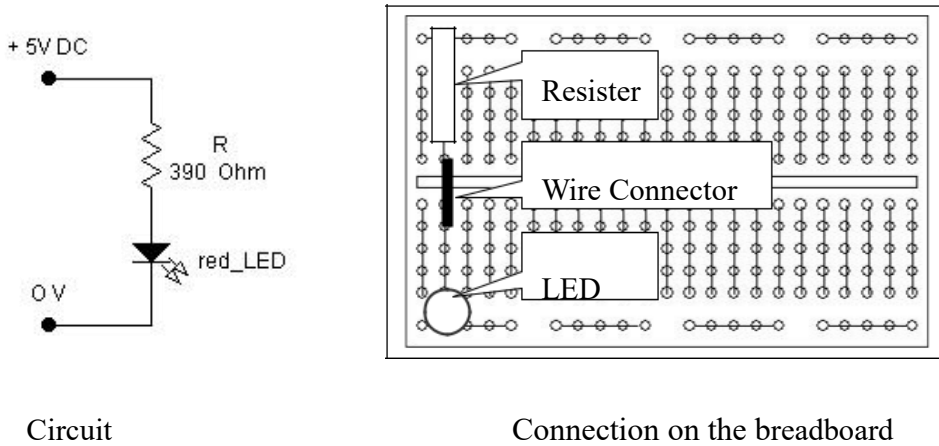 + 5V DC
R
390 Ohm
red_LED
0 V
Resister
Wire Connector
LED
Circuit
Connection on the breadboard